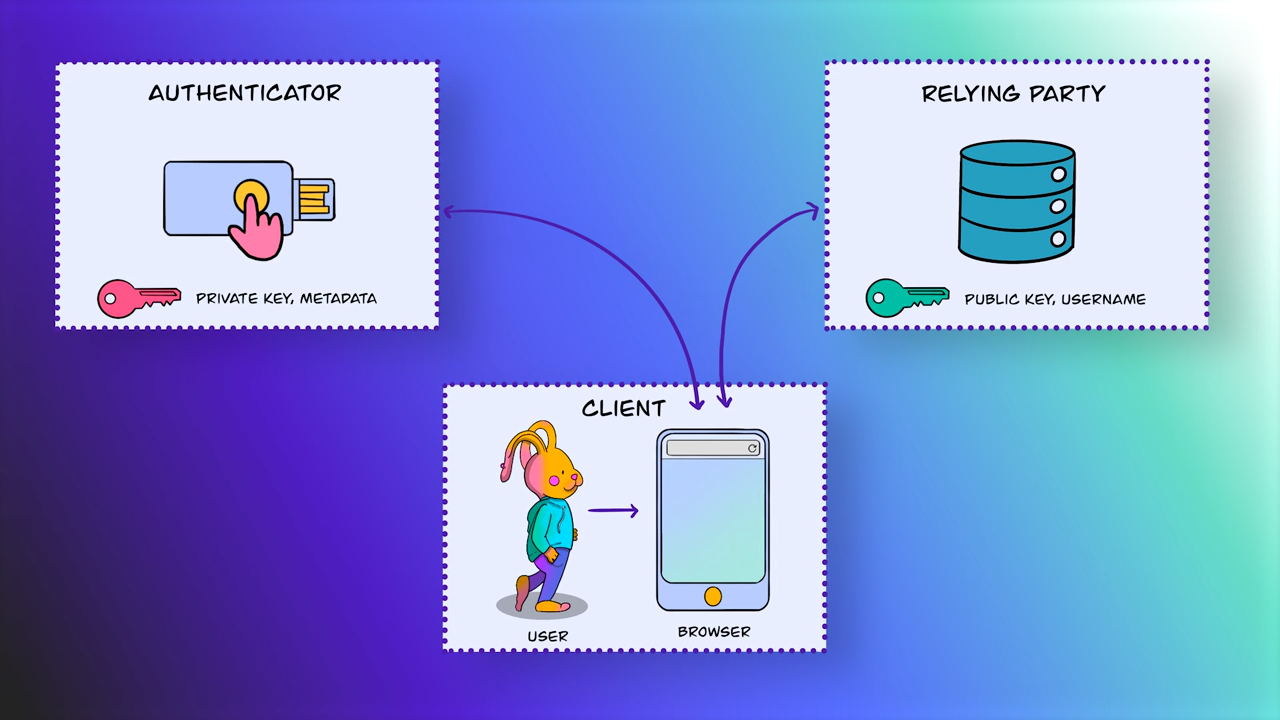 AUTHENTICATOR
PRIVATE KEY, METADATA
RELYING PARTY
PUBLIC KEY, USERNAME
CLIENT
USER
BROWSER